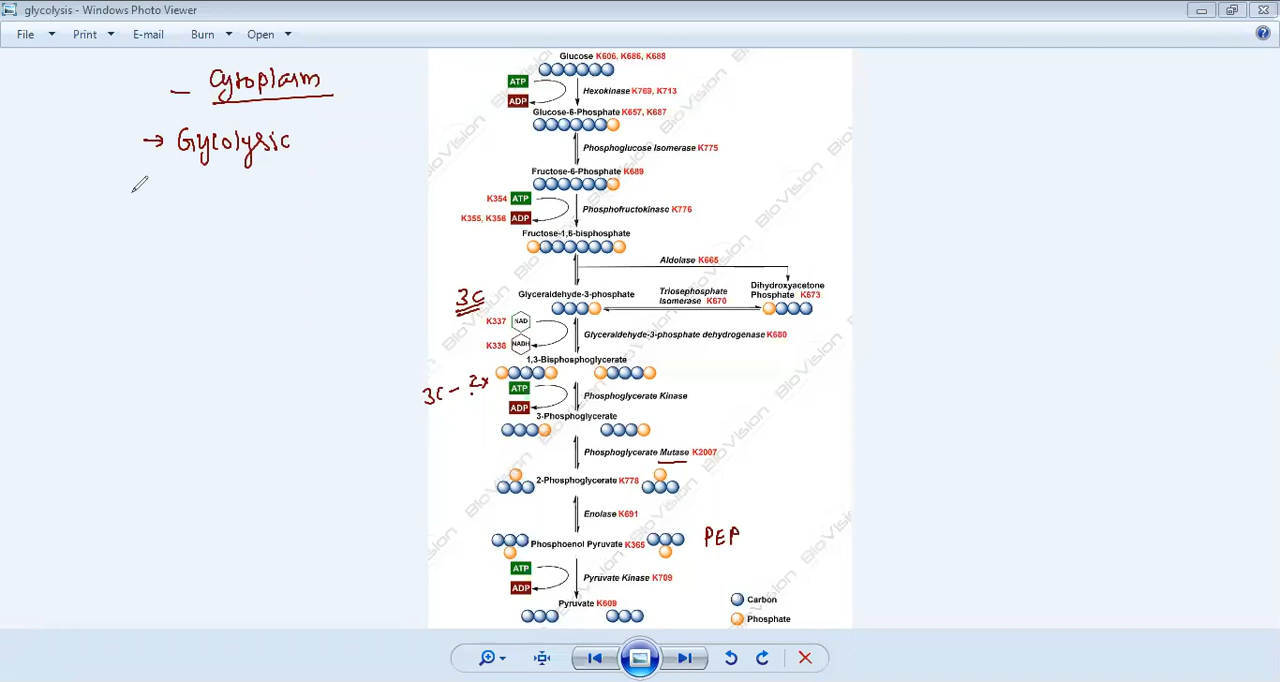 glycolysis - Windows Photo Viewer
File Print E-mail Burn Open
Cytoplasm
Glycolysic
Glucose K606, K686, K688
ATP
Hexokinase K769, K713
ADP
Glucose-6-Phosphate K657, K687
Phosphoglucose Isomerase K775
Fructose-6-Phosphate K689
K354 ATP
Phosphofructokinase K776
K355, K356 ADP
Fructose-1,6-bisphosphate
Aldolase K665
3C
Glyceraldehyde-3-phosphate
Triosephosphate
Isomerase K670
Dihydroxyacetone
Phosphate K673
K337 NAD
Glyceraldehyde-3-phosphate dehydrogenase K680
K338 NADH
1,3-Bisphosphoglycerate
3C - 2x
ATP
Phosphoglycerate Kinase
ADP
3-Phosphoglycerate
Phosphoglycerate Mutase K2007
2-Phosphoglycerate K778
Enolase K691
Phosphoenol Pyruvate K365
PEP
ATP
Pyruvate Kinase K709
ADP
Pyruvate K609
Carbon
Phosphate
BioVision